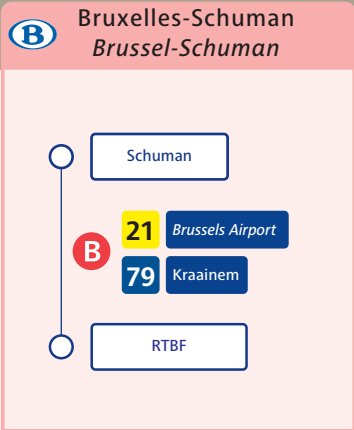 B
Bruxelles-Schuman
Brussel-Schuman
Schuman
B
21 Brussels Airport
79 Kraainem
RTBF